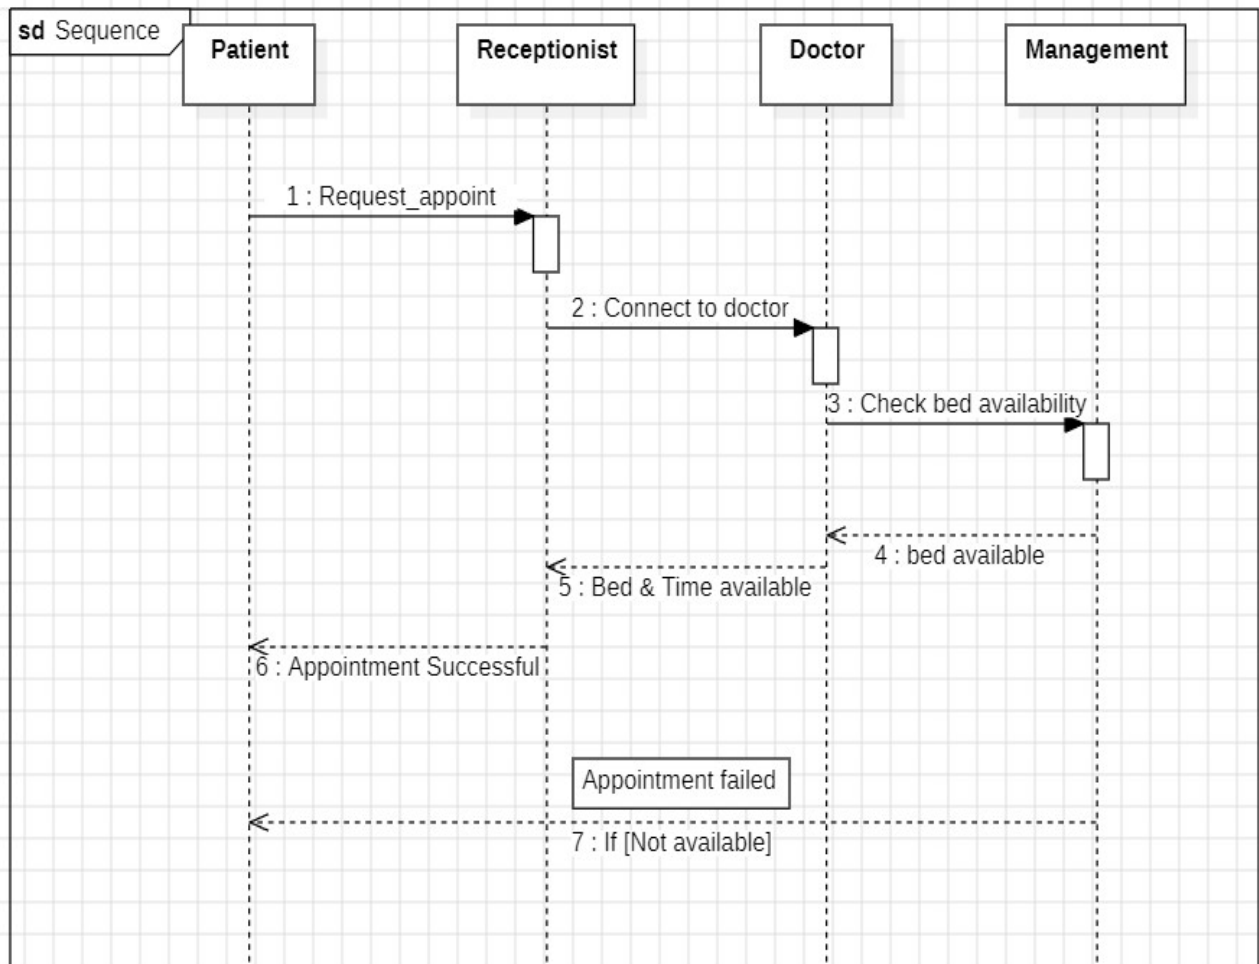 sd Sequence
Patient
Receptionist
Doctor
Management
1 : Request_appoint
2 : Connect to doctor
3 : Check bed availability
4 : bed available
5 : Bed & Time available
6 : Appointment Successful
Appointment failed
7 : If [Not available]